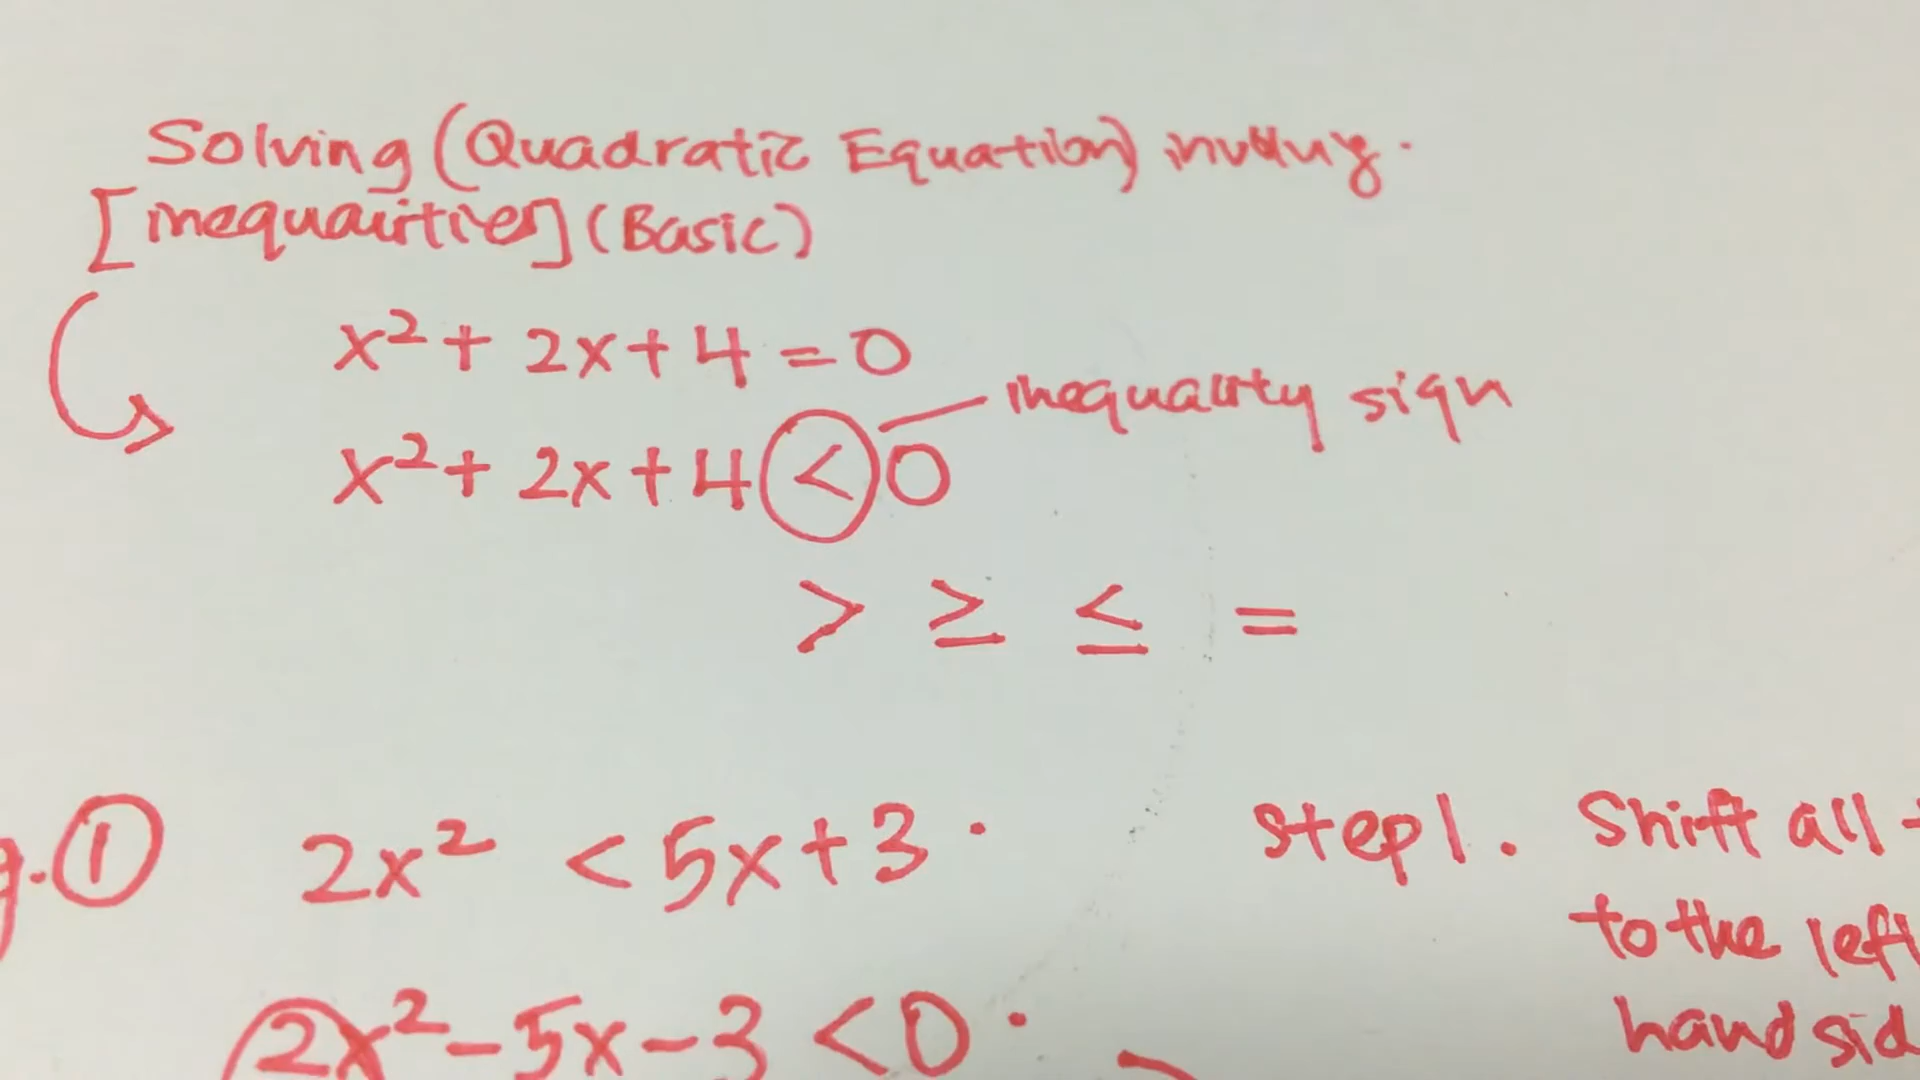 Solving (Quadratic Equation)
[inequalities] (Basic)
x² + 2x + 4 = 0
inequality sign
x² + 2x + 4 < 0
> ≥ ≤ =
g. ① 2x² < 5x + 3.
Step 1. Shift all
to the left
hand sid
2x² - 5x - 3 < 0.